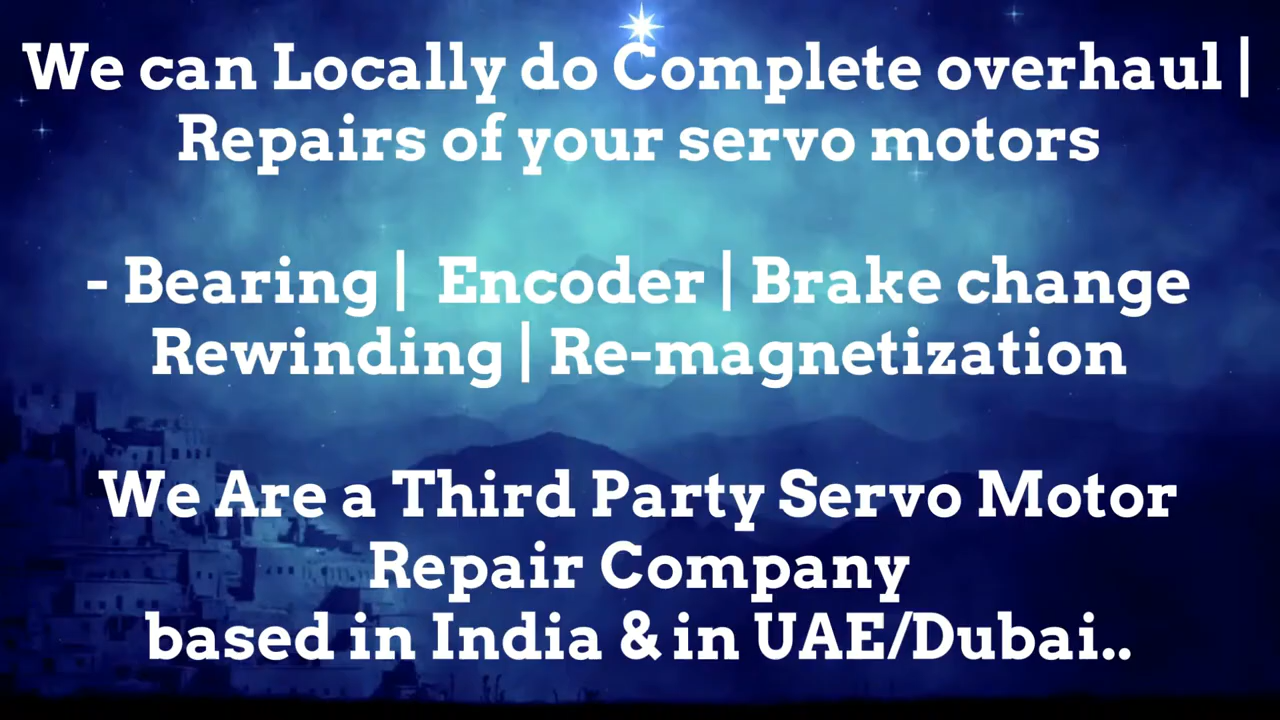 We can Locally do Complete overhaul |
Repairs of your servo motors
- Bearing | Encoder | Brake change
Rewinding | Re-magnetization
We Are a Third Party Servo Motor
Repair Company
based in India & in UAE/Dubai..